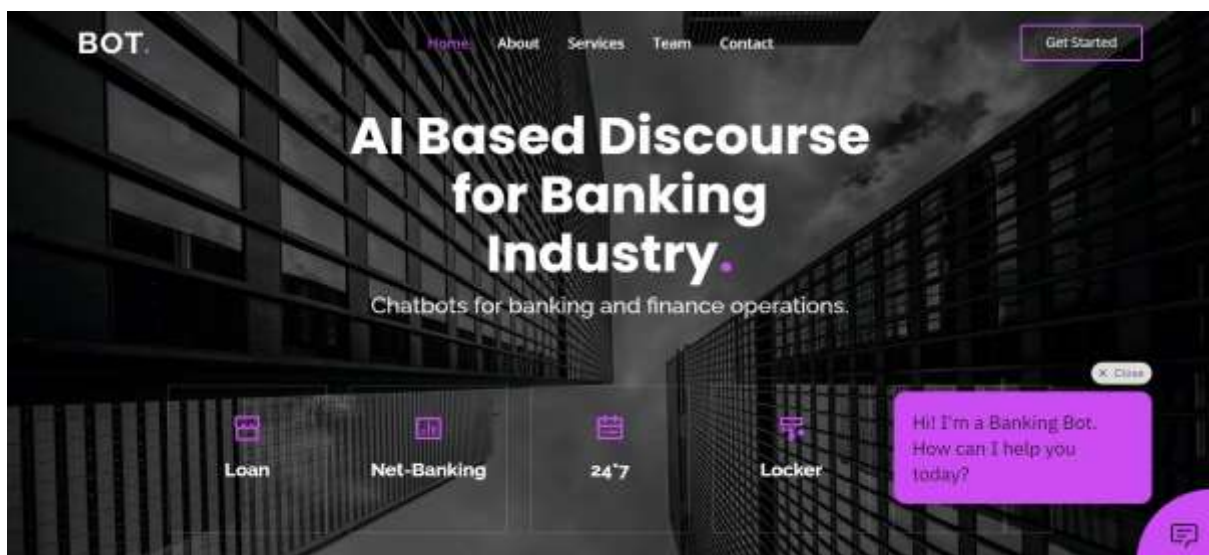 BOT.
Home About Services Team Contact
Get Started
AI Based Discourse
for Banking
Industry.
Chatbots for banking and finance operations.
Loan
Net-Banking
24*7
Locker
× Close
Hi! I'm a Banking Bot.
How can I help you
today?